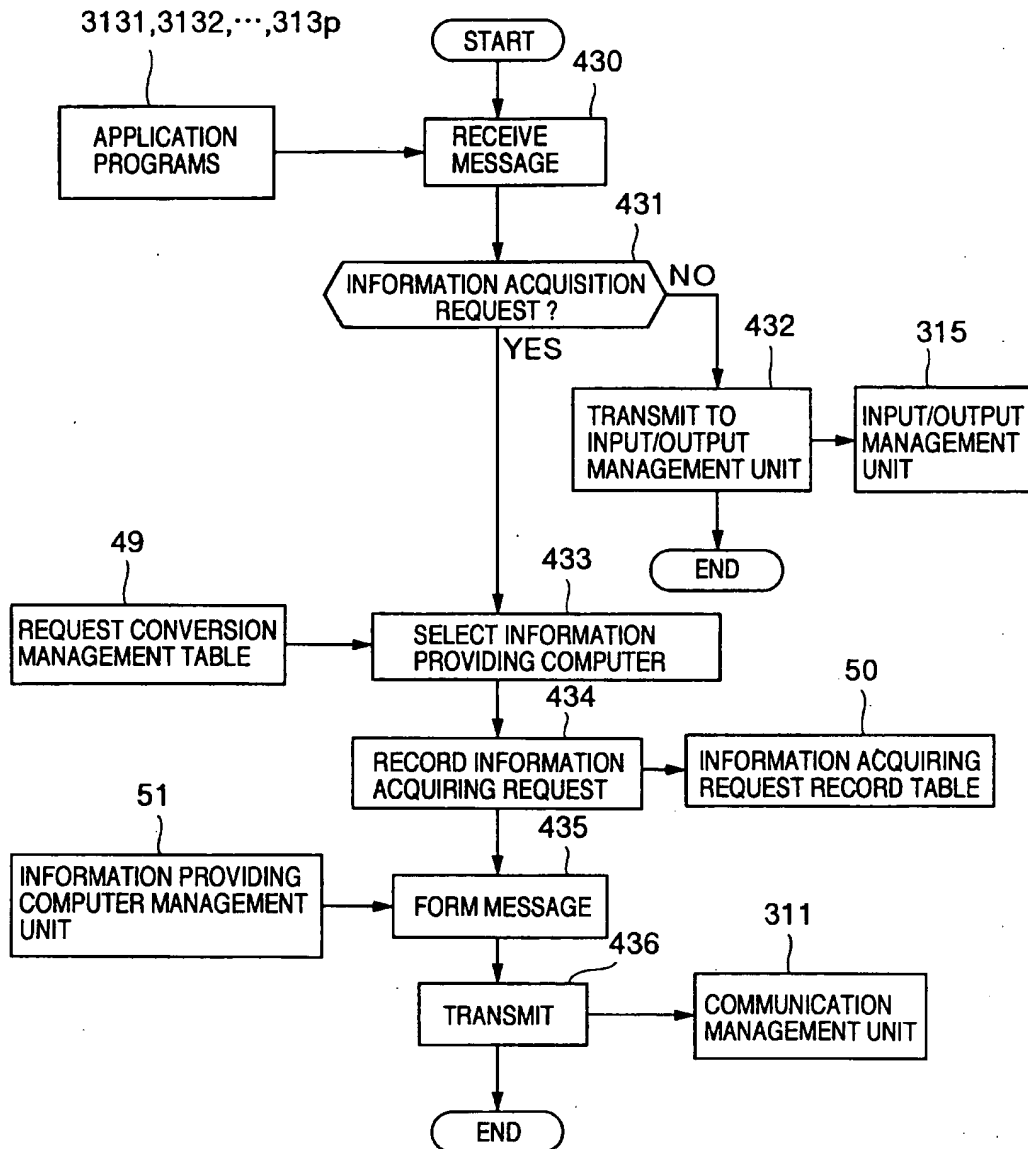 3131,3132,···,313p
START
430
APPLICATION
PROGRAMS
RECEIVE
MESSAGE
431
INFORMATION ACQUISITION
REQUEST ?
NO
YES
432
315
TRANSMIT TO
INPUT/OUTPUT
MANAGEMENT UNIT
INPUT/OUTPUT
MANAGEMENT
UNIT
END
49
433
REQUEST CONVERSION
MANAGEMENT TABLE
SELECT INFORMATION
PROVIDING COMPUTER
434
50
RECORD INFORMATION
ACQUIRING REQUEST
INFORMATION ACQUIRING
REQUEST RECORD TABLE
51
435
INFORMATION PROVIDING
COMPUTER MANAGEMENT
UNIT
FORM MESSAGE
436
311
TRANSMIT
COMMUNICATION
MANAGEMENT UNIT
END